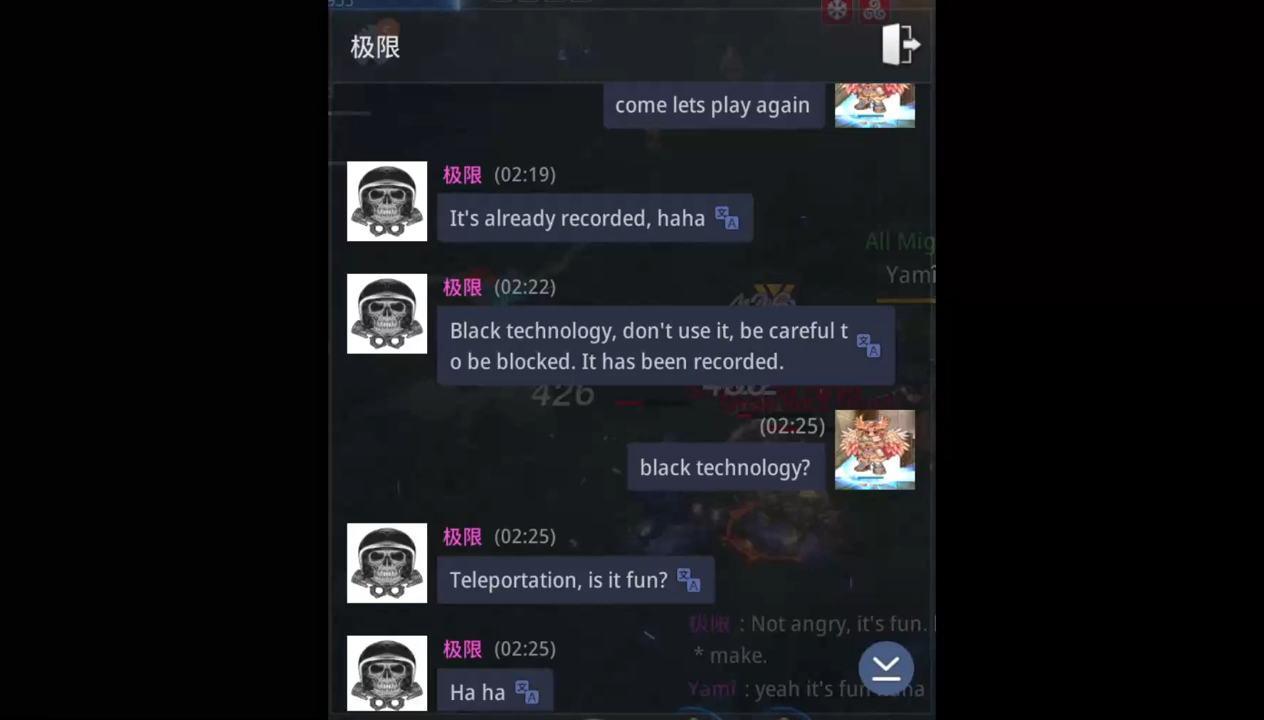 极限
come lets play again
极限 (02:19)
It's already recorded, haha
极限 (02:22)
Black technology, don't use it, be careful t
o be blocked. It has been recorded.
(02:25)
black technology?
极限 (02:25)
Teleportation, is it fun?
极限 (02:25)
Ha ha
All Mig
Yamî
426
极限 : Not angry, it's fun.
* make.
Yamî : yeah it's fun